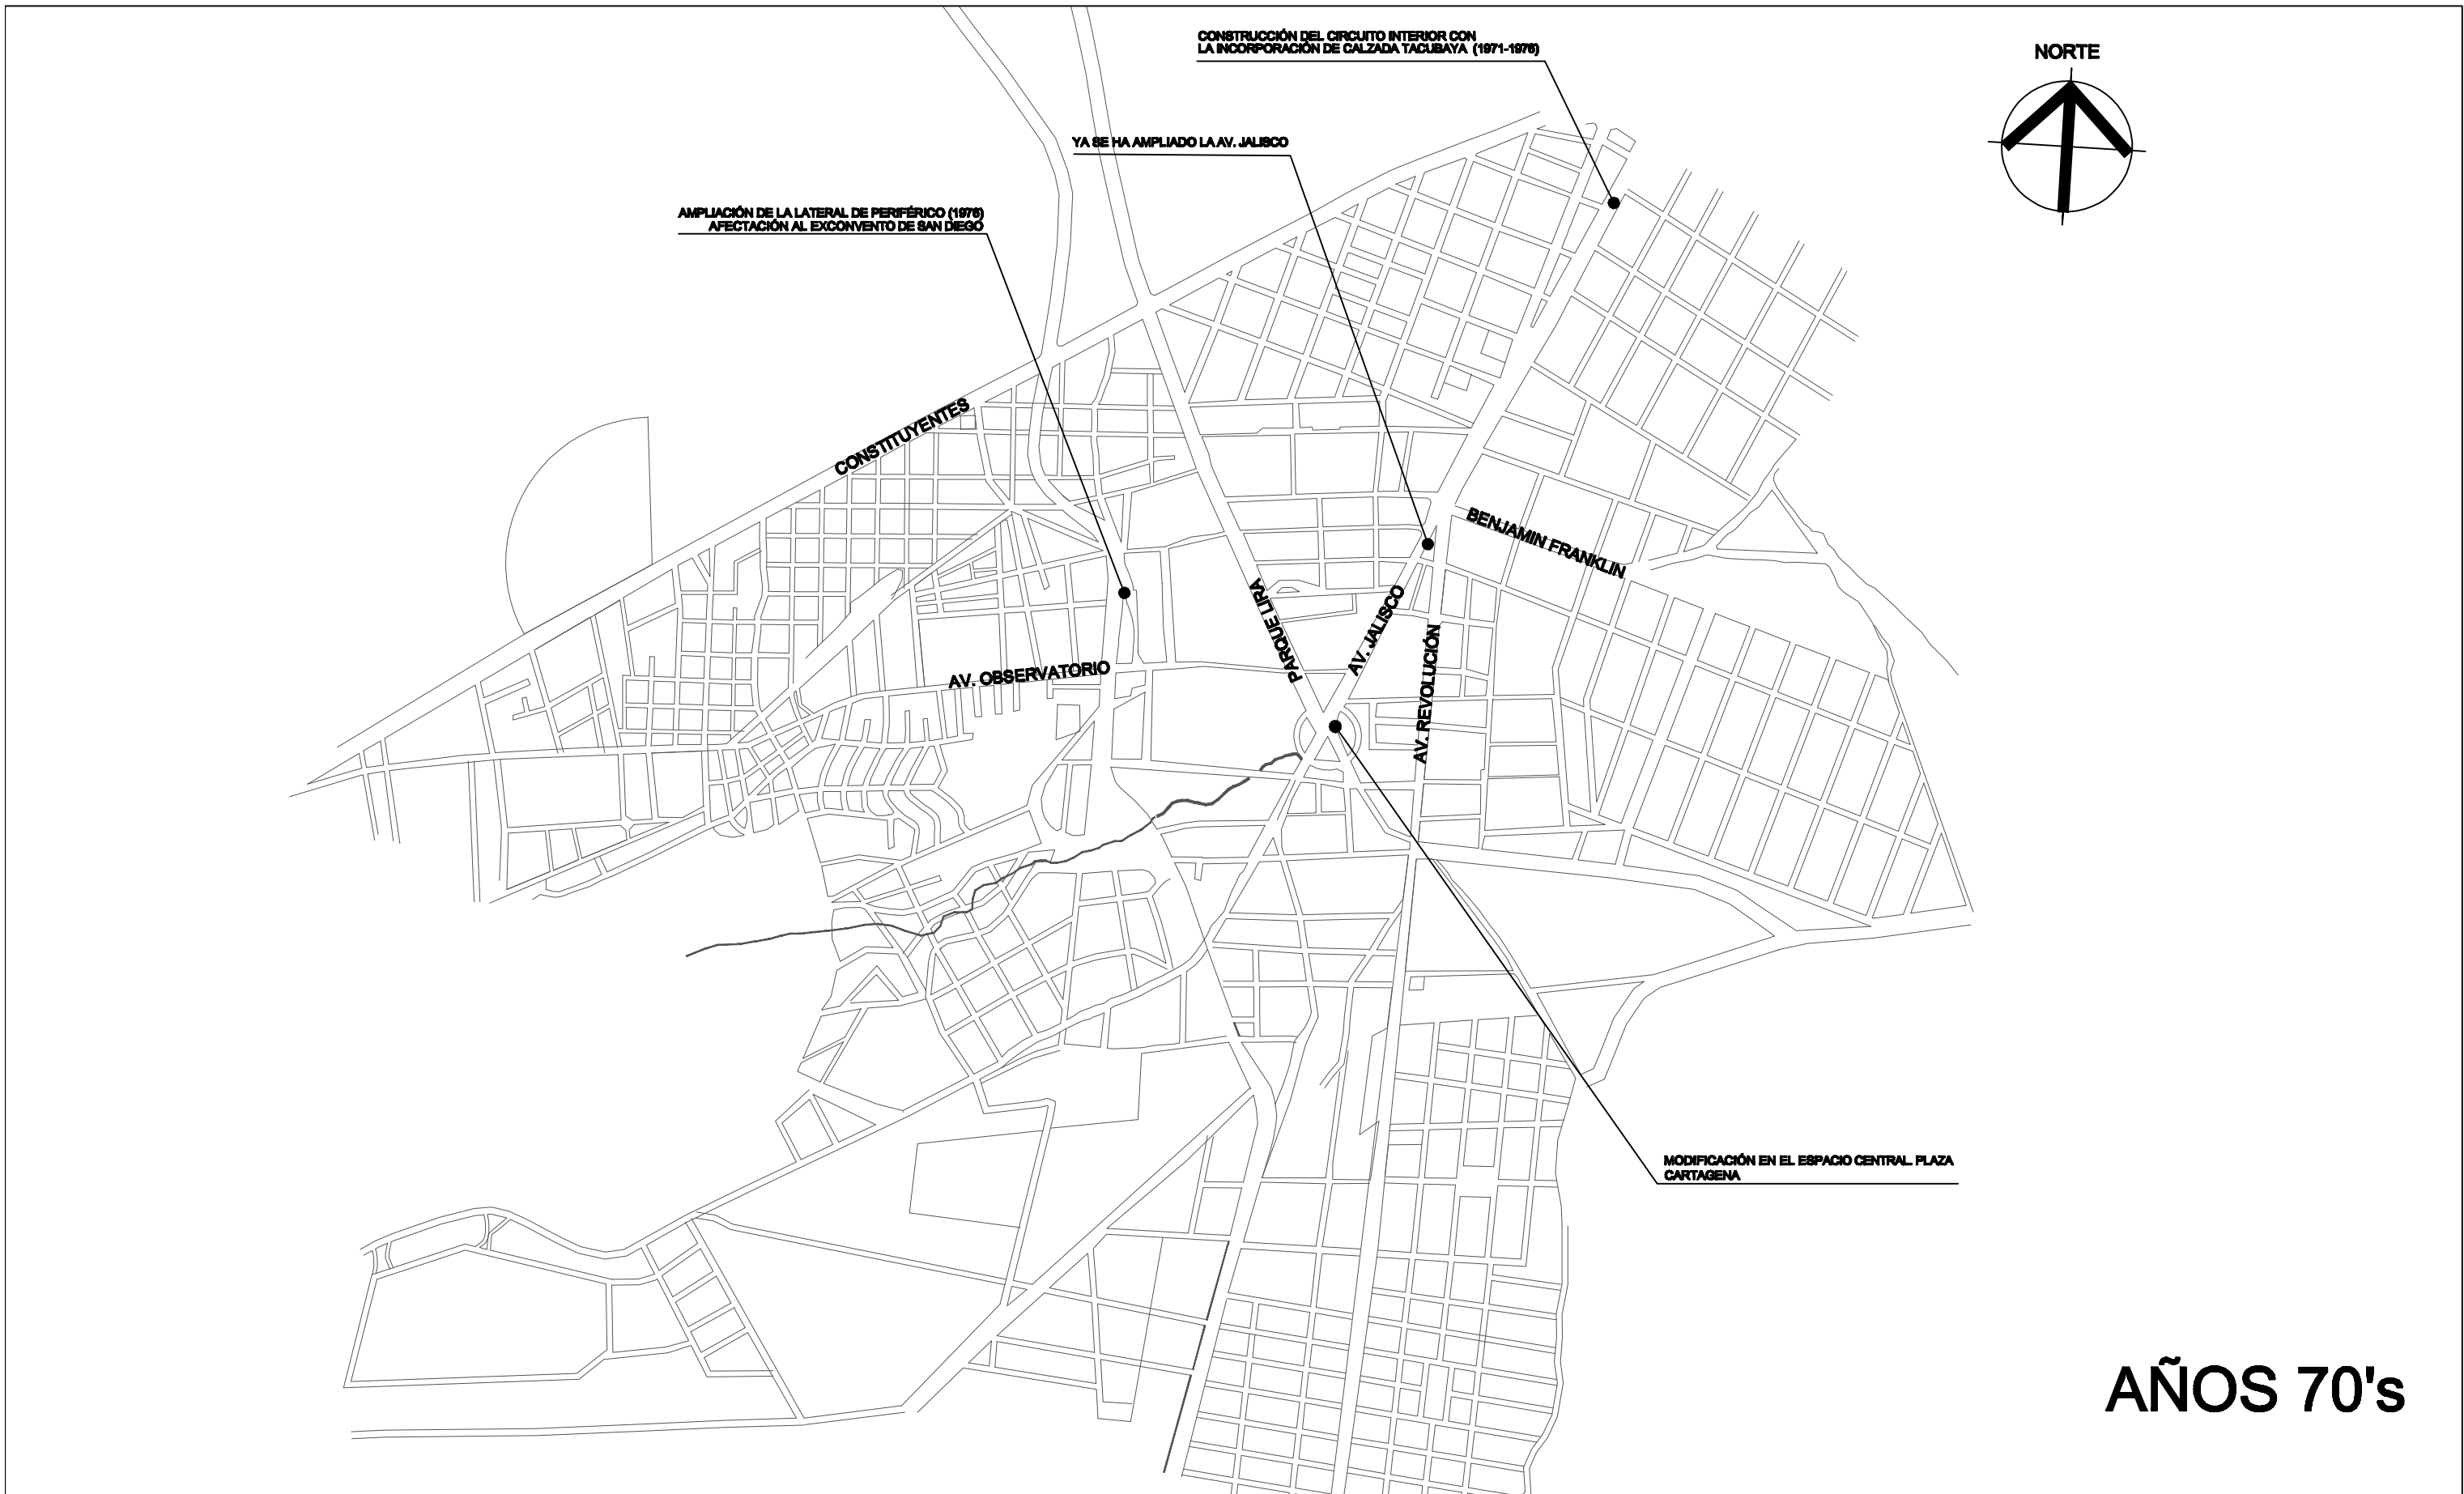 CONSTRUCCIÓN DEL CIRCUITO INTERIOR CON
LA INCORPORACIÓN DE CALZADA TACUBAYA (1971-1976)
NORTE
YA SE HA AMPLIADO LA AV. JALISCO
AMPLIACIÓN DE LA LATERAL DE PERIFÉRICO (1976)
AFECTACIÓN AL EXCONVENTO DE SAN DIEGO
CONSTITUYENTES
BENJAMIN FRANKLIN
PARQUE LIRA
AV. JALISCO
AV. REVOLUCIÓN
AV. OBSERVATORIO
MODIFICACIÓN EN EL ESPACIO CENTRAL. PLAZA
CARTAGENA
AÑOS 70's